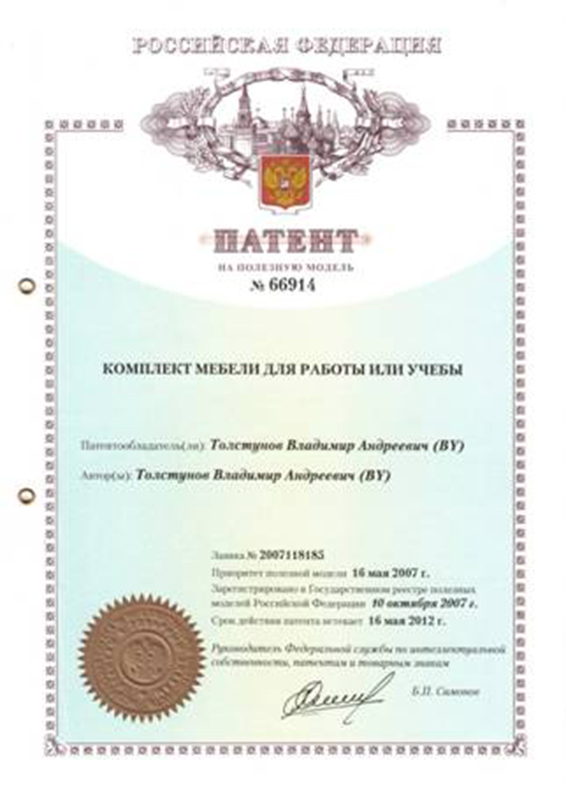 РОССИЙСКАЯ ФЕДЕРАЦИЯ
ПАТЕНТ
НА ПОЛЕЗНУЮ МОДЕЛЬ
№ 66914
КОМПЛЕКТ МЕБЕЛИ ДЛЯ РАБОТЫ ИЛИ УЧЕБЫ
Патентообладатель(ли): Толстунов Владимир Андреевич (BY)
Автор(ы): Толстунов Владимир Андреевич (BY)
Заявка № 2007118185
Приоритет полезной модели 16 мая 2007 г.
Зарегистрировано в Государственном реестре полезных
моделей Российской Федерации 10 октября 2007 г.
Срок действия патента истекает 16 мая 2012 г.
Руководитель Федеральной службы по интеллектуальной
собственности, патентам и товарным знакам
Б.П. Симонов